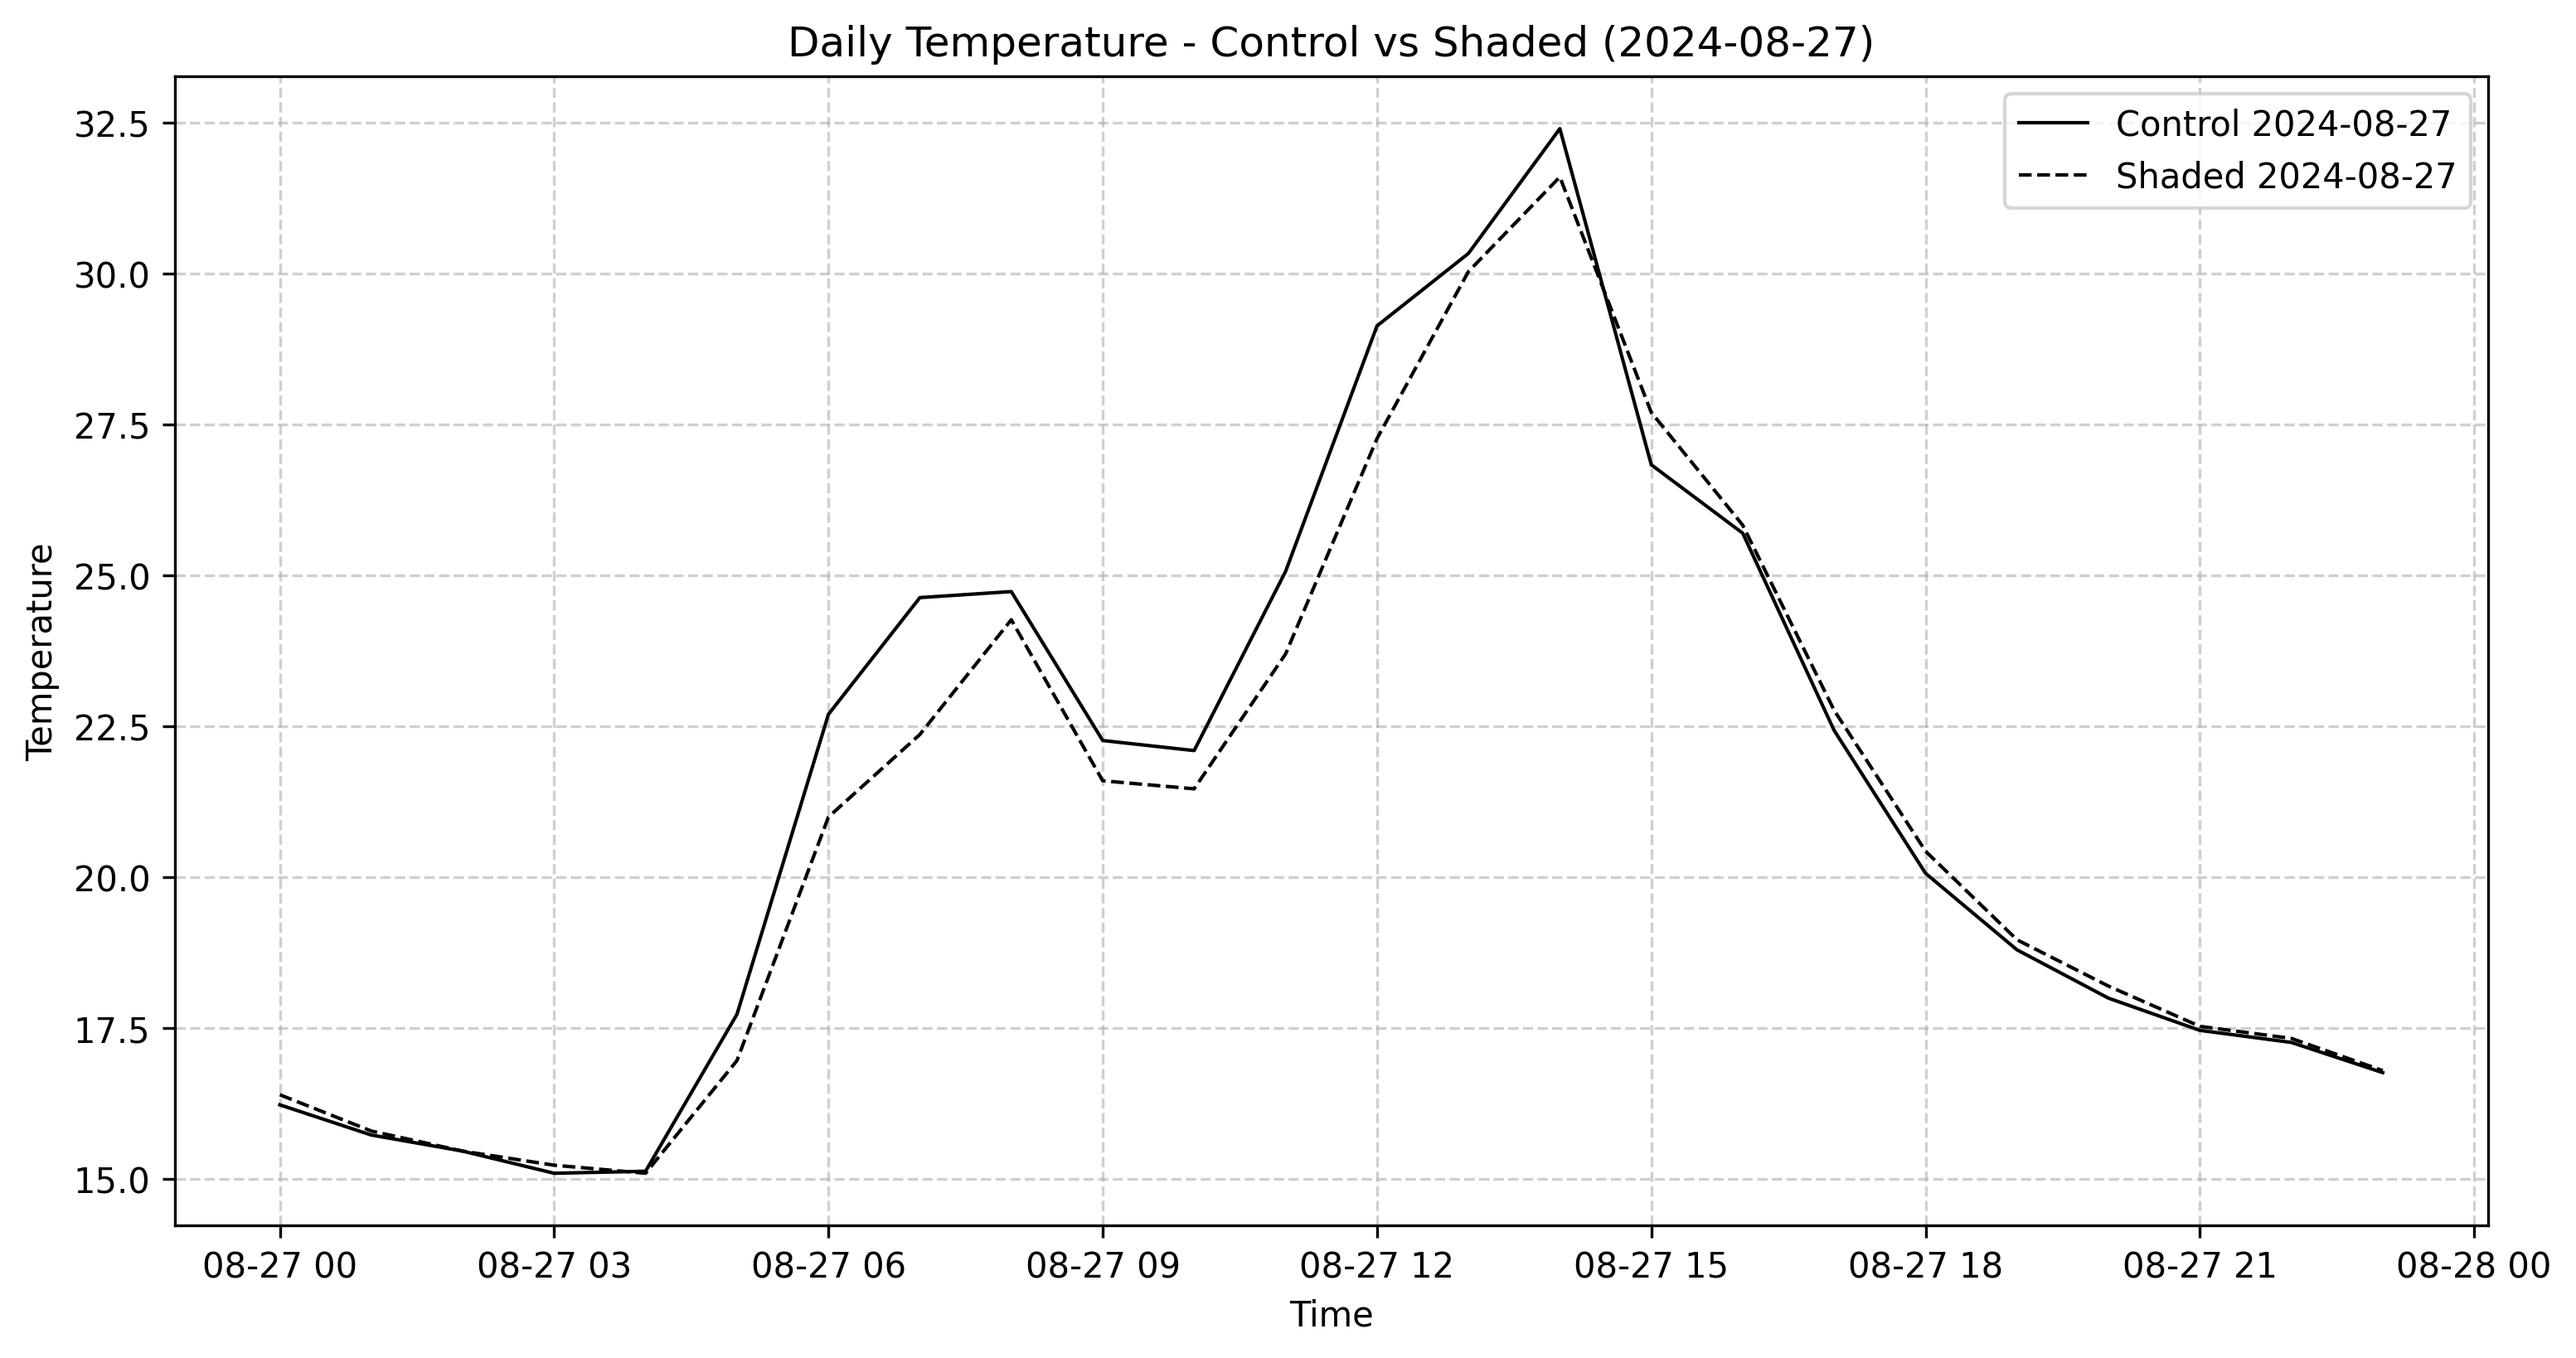 Daily Temperature - Control vs Shaded (2024-08-27)
Control 2024-08-27
Shaded 2024-08-27
Temperature
32.5
30.0
27.5
25.0
22.5
20.0
17.5
15.0
08-27 00 08-27 03 08-27 06 08-27 09 08-27 12 08-27 15 08-27 18 08-27 21 08-28 00
Time